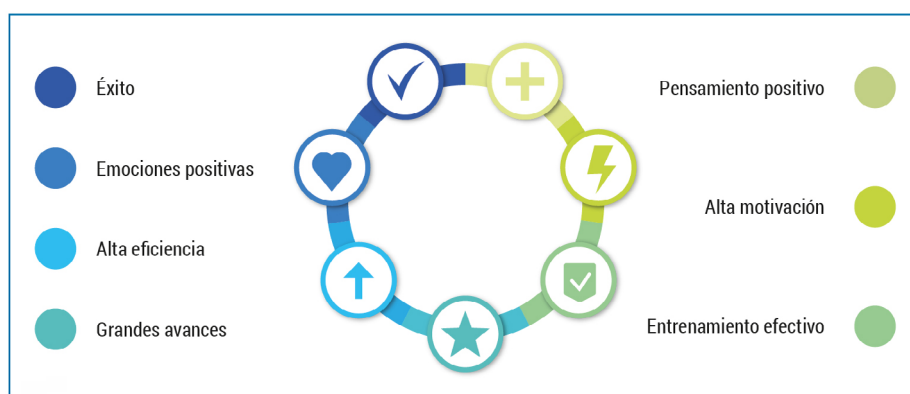 Éxito
Emociones positivas
Alta eficiencia
Grandes avances
Pensamiento positivo
Alta motivación
Entrenamiento efectivo